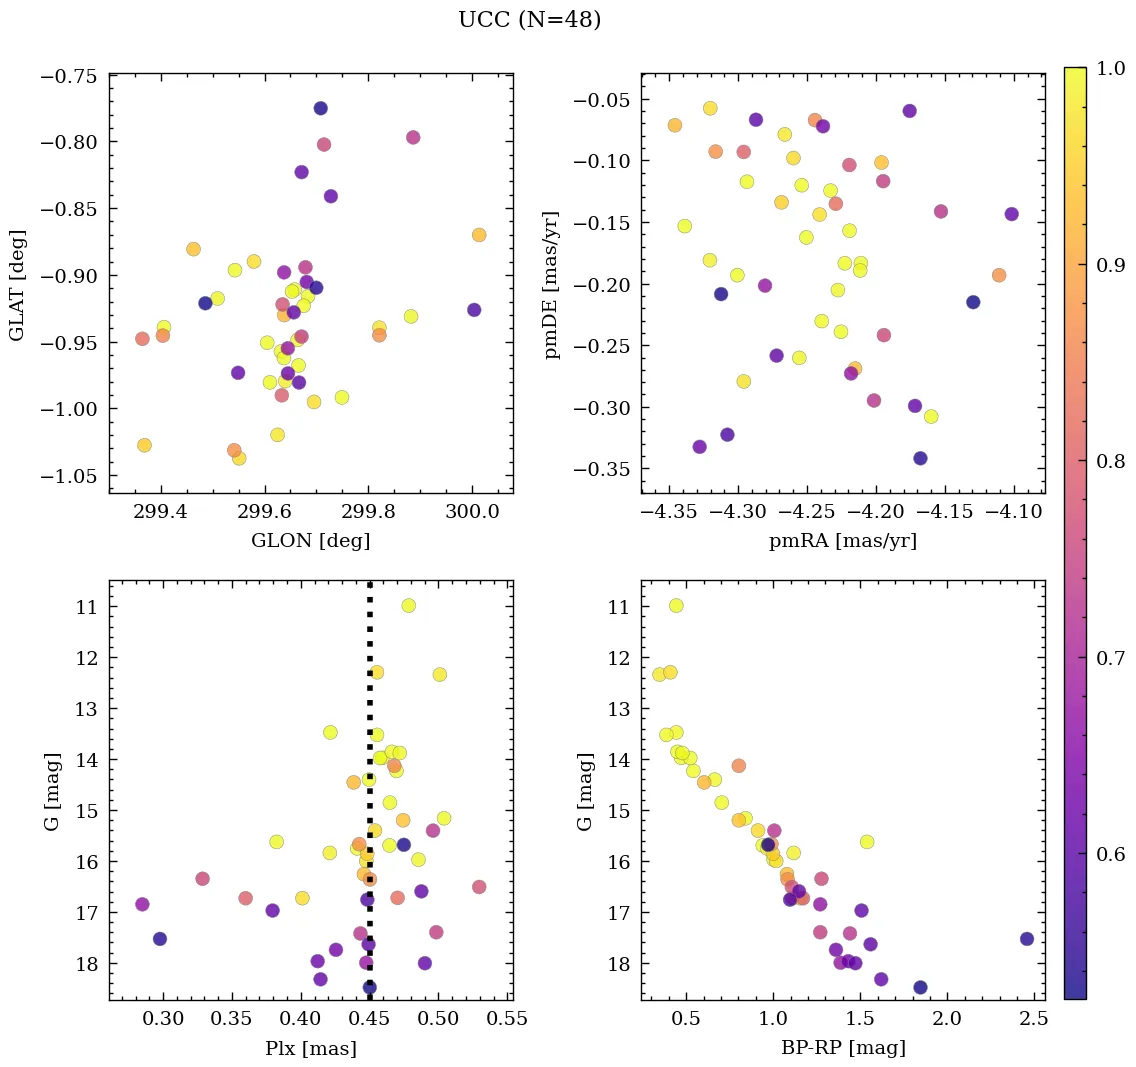 UCC (N=48)
−0.75
−0.80
−0.85
−0.90
−0.95
−1.00
−1.05
GLAT [deg]
299.4 299.6 299.8 300.0
GLON [deg]
−0.05
−0.10
−0.15
−0.20
−0.25
−0.30
−0.35
pmDE [mas/yr]
−4.35 −4.30 −4.25 −4.20 −4.15 −4.10
pmRA [mas/yr]
11
12
13
14
15
16
17
18
G [mag]
0.30 0.35 0.40 0.45 0.50 0.55
Plx [mas]
11
12
13
14
15
16
17
18
G [mag]
0.5 1.0 1.5 2.0 2.5
BP-RP [mag]
1.0
0.9
0.8
0.7
0.6